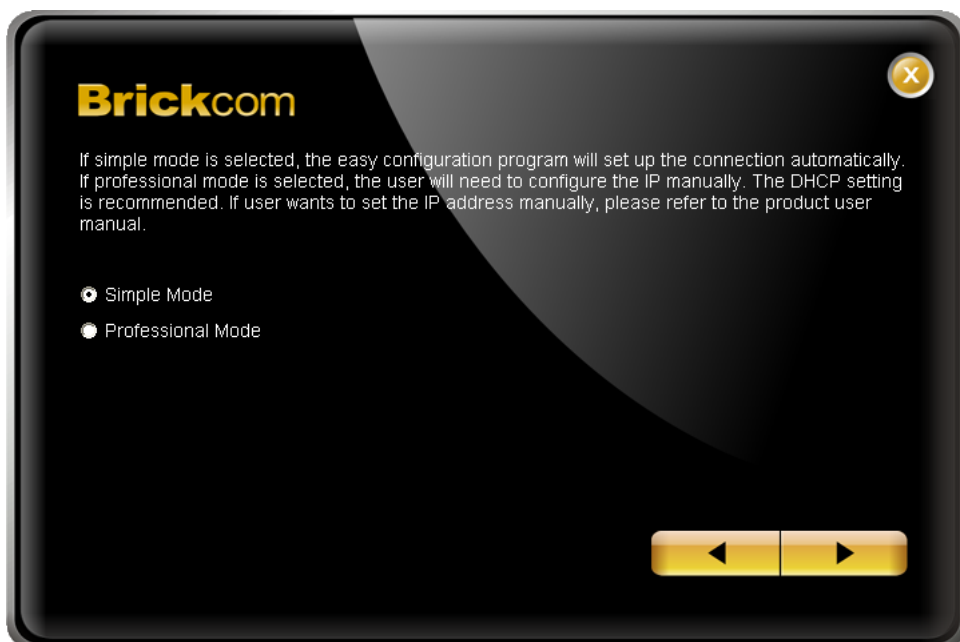 Brickcom
X
If simple mode is selected, the easy configuration program will set up the connection automatically.
If professional mode is selected, the user will need to configure the IP manually. The DHCP setting
is recommended. If user wants to set the IP address manually, please refer to the product user
manual.
Simple Mode
Professional Mode